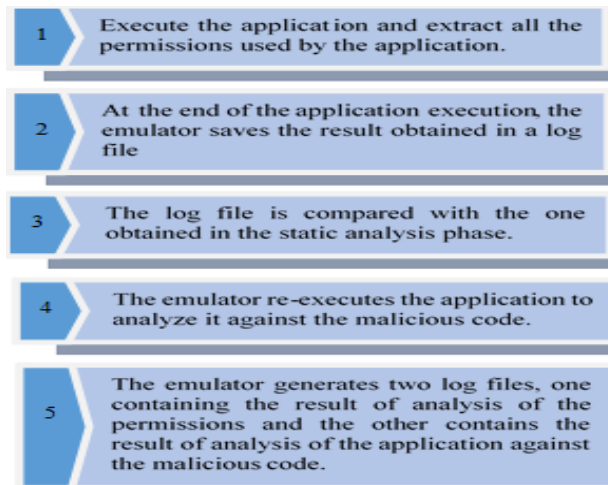 1
Execute the application and extract all the
permissions used by the application.
2
At the end of the application execution, the
emulator saves the result obtained in a log
file
3
The log file is compared with the one
obtained in the static analysis phase.
4
The emulator re-executes the application to
analyze it against the malicious code.
5
The emulator generates two log files, one
containing the result of analysis of the
permissions and the other contains the
result of analysis of the application against
the malicious code.